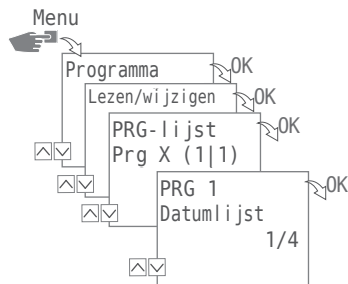 Menu
Programma
OK
Lezen/wijzigen
OK
PRG-lijst
OK
Prg X (1|1)
PRG 1
OK
Datumlijst
1/4